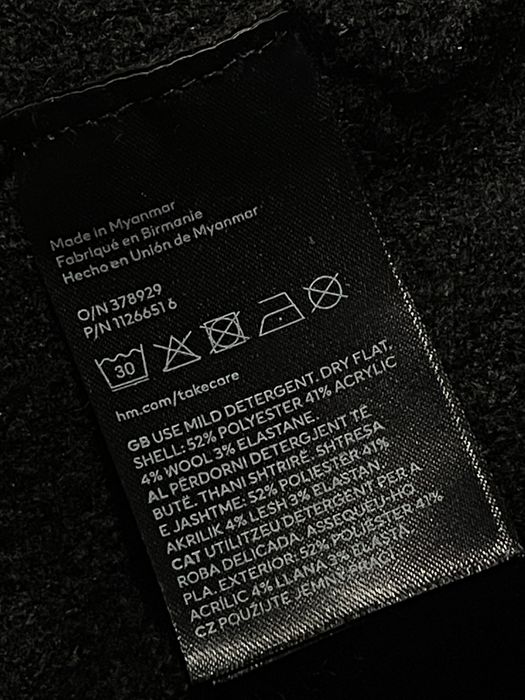 Made in Myanmar
Fabriqué en Birmanie
Hecho en Unión de Myanmar
O/N 378929
P/N 1126651 6
30
hm.com/takecare
GB USE MILD DETERGENT. DRY FLAT.
SHELL: 52% POLYESTER 41% ACRYLIC
4% WOOL 3% ELASTANE.
AL PËRDORNI DETERGJENT TË
BUTË. THANI SHTRIRË. SHTRESA
E JASHTME: 52% POLIESTËR 41%
AKRILIK 4% LESH 3% ELASTAN.
CAT UTILITZEU DETERGENT PER A
ROBA DELICADA. ASSEQUEU-HO
PLA. EXTERIOR: 52% POLIÈSTER 41%
ACRÍLIC 4% LLANA 3% ELASTÀ
CZ POUŽIJTE JEMNÝ PRACÍ